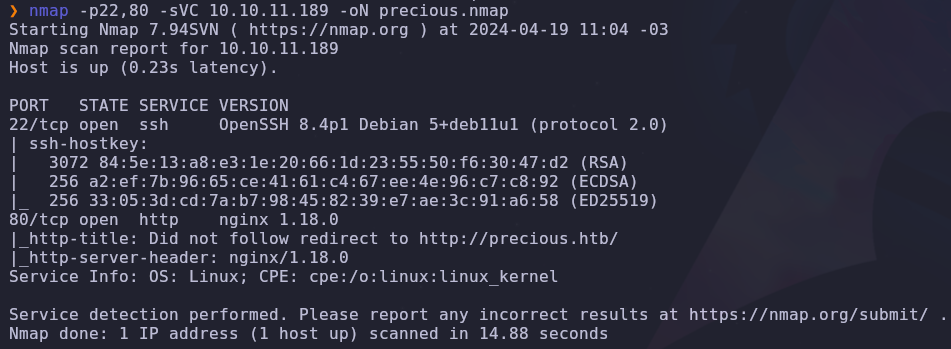 ❯ nmap -p22,80 -sVC 10.10.11.189 -oN precious.nmap
Starting Nmap 7.94SVN ( https://nmap.org ) at 2024-04-19 11:04 -03
Nmap scan report for 10.10.11.189
Host is up (0.23s latency).

PORT   STATE SERVICE VERSION
22/tcp open  ssh     OpenSSH 8.4p1 Debian 5+deb11u1 (protocol 2.0)
| ssh-hostkey:
|   3072 84:5e:13:a8:e3:1e:20:66:1d:23:55:50:f6:30:47:d2 (RSA)
|   256 a2:ef:7b:96:65:ce:41:61:c4:67:ee:4e:96:c7:c8:92 (ECDSA)
|_  256 33:05:3d:cd:7a:b7:98:45:82:39:e7:ae:3c:91:a6:58 (ED25519)
80/tcp open  http    nginx 1.18.0
|_http-title: Did not follow redirect to http://precious.htb/
|_http-server-header: nginx/1.18.0
Service Info: OS: Linux; CPE: cpe:/o:linux:linux_kernel

Service detection performed. Please report any incorrect results at https://nmap.org/submit/ .
Nmap done: 1 IP address (1 host up) scanned in 14.88 seconds